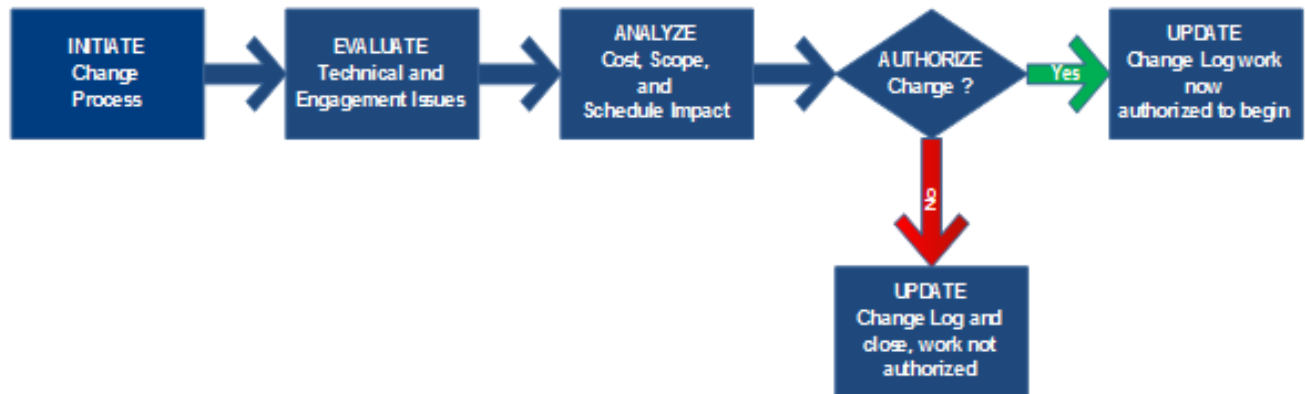 INITIATE
Change
Process
EVALUATE
Technical and
Engagement Issues
ANALYZE
Cost, Scope,
and
Schedule Impact
AUTHORIZE
Change ?
Yes
UPDATE
Change Log work
now
authorized to begin
No
UPDATE
Change Log and
close, work not
authorized